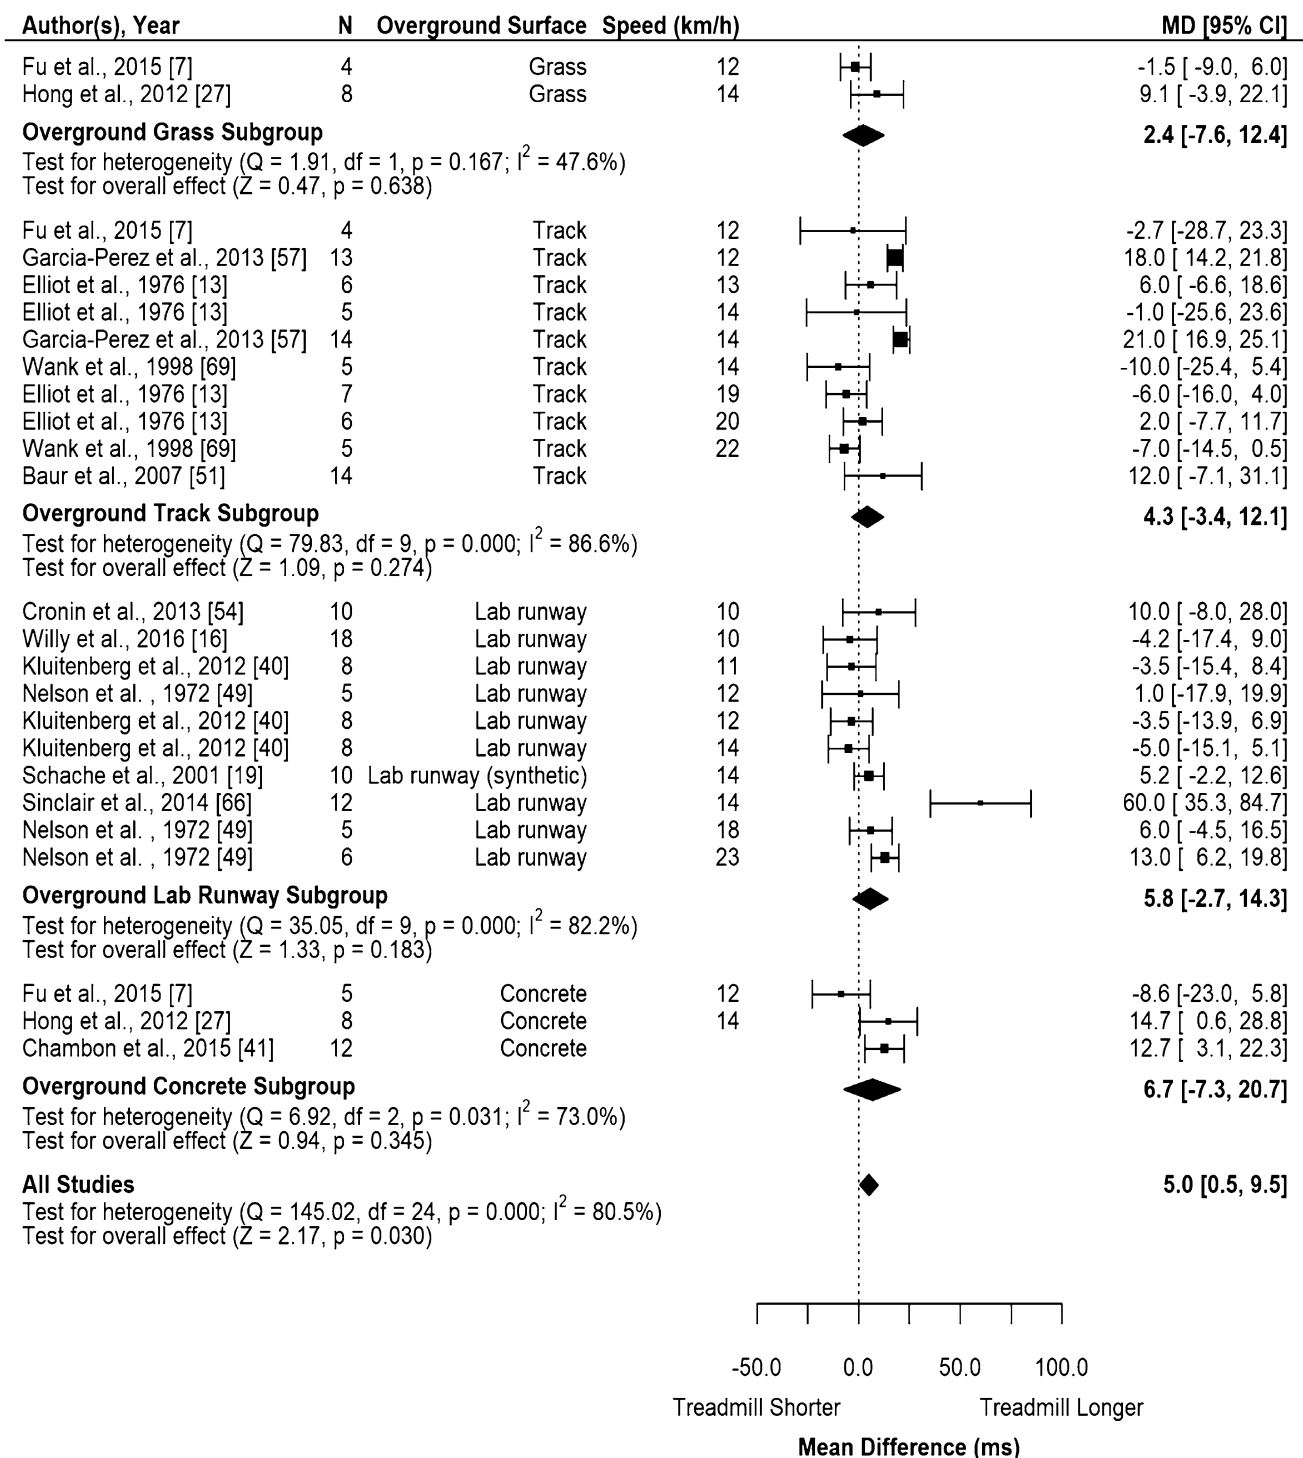 Author(s), Year N Overground Surface Speed (km/h) MD [95% CI]
Fu et al., 2015 [7] 4 Grass 12 -1.5 [ -9.0, 6.0]
Hong et al., 2012 [27] 8 Grass 14 9.1 [ -3.9, 22.1]
Overground Grass Subgroup 2.4 [-7.6, 12.4]
Test for heterogeneity (Q = 1.91, df = 1, p = 0.167; I² = 47.6%)
Test for overall effect (Z = 0.47, p = 0.638)
Fu et al., 2015 [7] 4 Track 12 -2.7 [-28.7, 23.3]
Garcia-Perez et al., 2013 [57] 13 Track 12 18.0 [ 14.2, 21.8]
Elliot et al., 1976 [13] 6 Track 13 6.0 [ -6.6, 18.6]
Elliot et al., 1976 [13] 5 Track 14 -1.0 [-25.6, 23.6]
Garcia-Perez et al., 2013 [57] 14 Track 14 21.0 [ 16.9, 25.1]
Wank et al., 1998 [69] 5 Track 14 -10.0 [-25.4, 5.4]
Elliot et al., 1976 [13] 7 Track 19 -6.0 [-16.0, 4.0]
Elliot et al., 1976 [13] 6 Track 20 2.0 [ -7.7, 11.7]
Wank et al., 1998 [69] 5 Track 22 -7.0 [-14.5, 0.5]
Baur et al., 2007 [51] 14 Track 12.0 [ -7.1, 31.1]
Overground Track Subgroup 4.3 [-3.4, 12.1]
Test for heterogeneity (Q = 79.83, df = 9, p = 0.000; I² = 86.6%)
Test for overall effect (Z = 1.09, p = 0.274)
Cronin et al., 2013 [54] 10 Lab runway 10 10.0 [ -8.0, 28.0]
Willy et al., 2016 [16] 18 Lab runway 10 -4.2 [-17.4, 9.0]
Kluitenberg et al., 2012 [40] 8 Lab runway 11 -3.5 [-15.4, 8.4]
Nelson et al. , 1972 [49] 5 Lab runway 12 1.0 [-17.9, 19.9]
Kluitenberg et al., 2012 [40] 8 Lab runway 12 -3.5 [-13.9, 6.9]
Kluitenberg et al., 2012 [40] 8 Lab runway 14 -5.0 [-15.1, 5.1]
Schache et al., 2001 [19] 10 Lab runway (synthetic) 14 5.2 [ -2.2, 12.6]
Sinclair et al., 2014 [66] 12 Lab runway 14 60.0 [ 35.3, 84.7]
Nelson et al. , 1972 [49] 5 Lab runway 18 6.0 [ -4.5, 16.5]
Nelson et al. , 1972 [49] 6 Lab runway 23 13.0 [ 6.2, 19.8]
Overground Lab Runway Subgroup 5.8 [-2.7, 14.3]
Test for heterogeneity (Q = 35.05, df = 9, p = 0.000; I² = 82.2%)
Test for overall effect (Z = 1.33, p = 0.183)
Fu et al., 2015 [7] 5 Concrete 12 -8.6 [-23.0, 5.8]
Hong et al., 2012 [27] 8 Concrete 14 14.7 [ 0.6, 28.8]
Chambon et al., 2015 [41] 12 Concrete 12.7 [ 3.1, 22.3]
Overground Concrete Subgroup 6.7 [-7.3, 20.7]
Test for heterogeneity (Q = 6.92, df = 2, p = 0.031; I² = 73.0%)
Test for overall effect (Z = 0.94, p = 0.345)
All Studies 5.0 [0.5, 9.5]
Test for heterogeneity (Q = 145.02, df = 24, p = 0.000; I² = 80.5%)
Test for overall effect (Z = 2.17, p = 0.030)
-50.0 0.0 50.0 100.0
Treadmill Shorter Treadmill Longer
Mean Difference (ms)